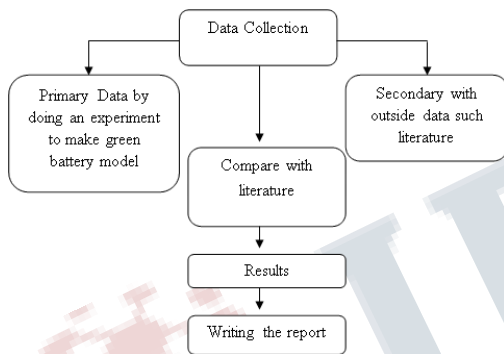 Data Collection
Primary Data by
doing an experiment
to make green
battery model
Secondary with
outside data such
literature
Compare with
literature
Results
Writing the report